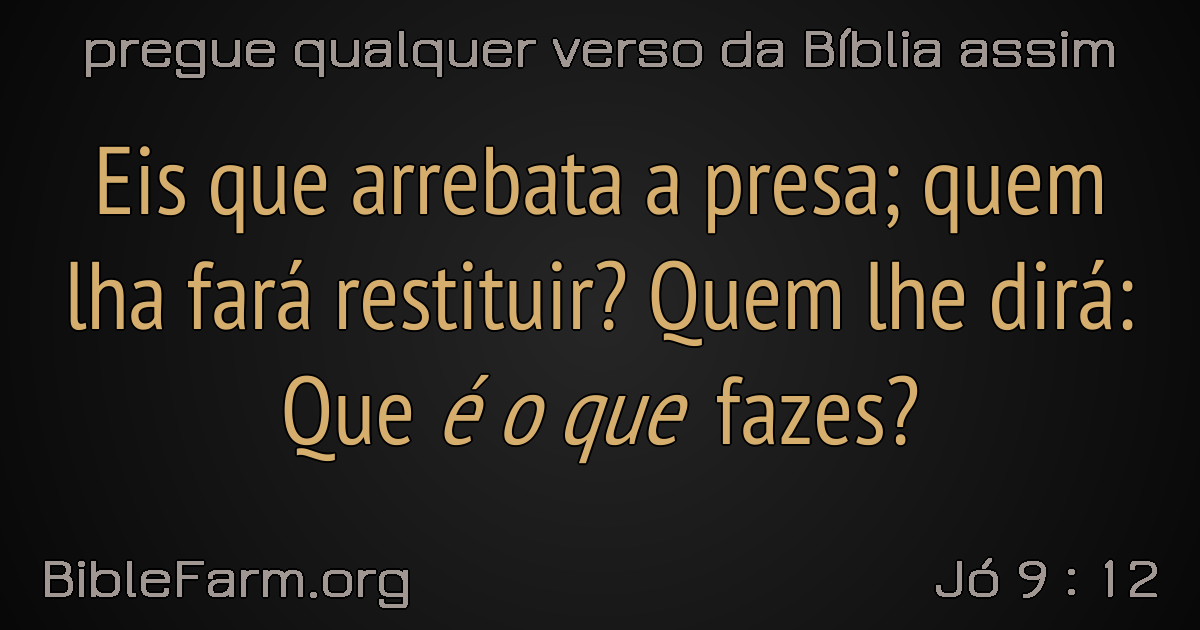 pregue qualquer verso da Bíblia assim
Eis que arrebata a presa; quem
lha fará restituir? Quem lhe dirá:
Que é o que fazes?
BibleFarm.org
Jó 9 : 12